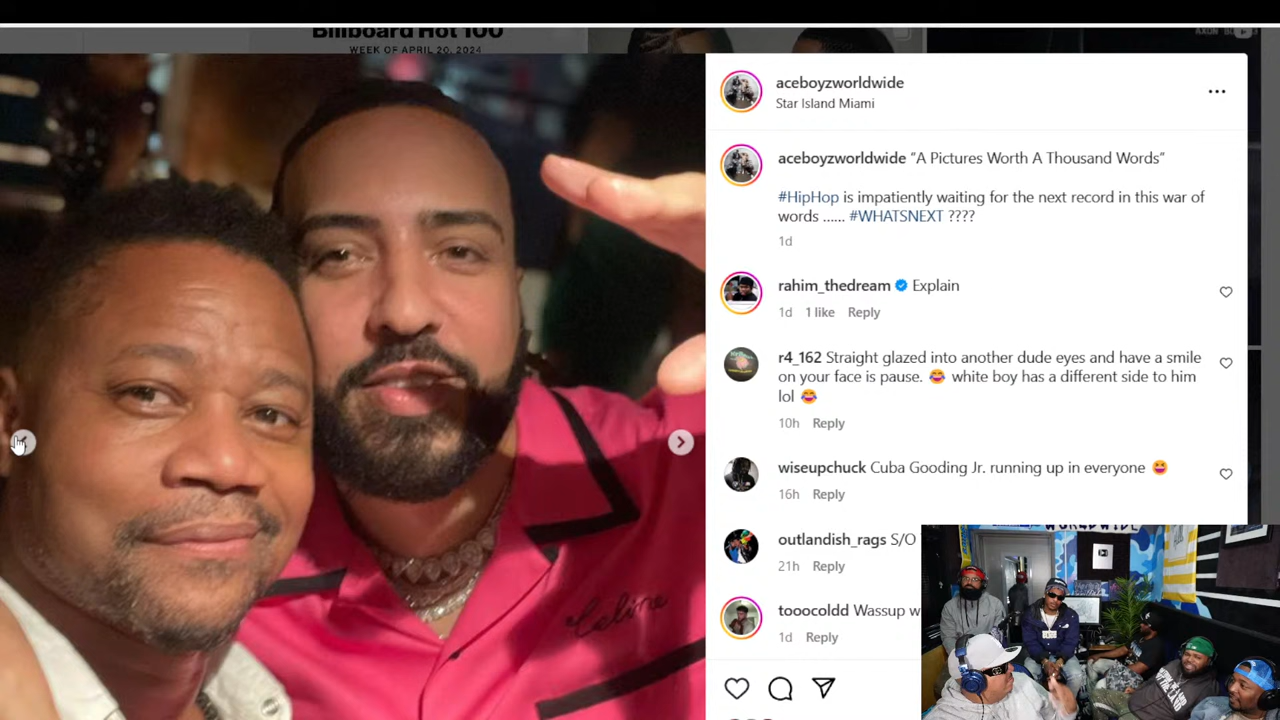 Billboard Hot 100
WEEK OF APRIL 20, 2024
aceboyzworldwide
Star Island Miami
aceboyzworldwide “A Pictures Worth A Thousand Words”
#HipHop is impatiently waiting for the next record in this war of
words ...... #WHATSNEXT ????
1d
rahim_thedream Explain
1d 1 like Reply
r4_162 Straight glazed into another dude eyes and have a smile
on your face is pause. 😂 white boy has a different side to him
lol 😂
10h Reply
wiseupchuck Cuba Gooding Jr. running up in everyone 😆
16h Reply
outlandish_rags S/O
21h Reply
tooocoldd Wassup w
1d Reply
Celine
WORLDWIDE